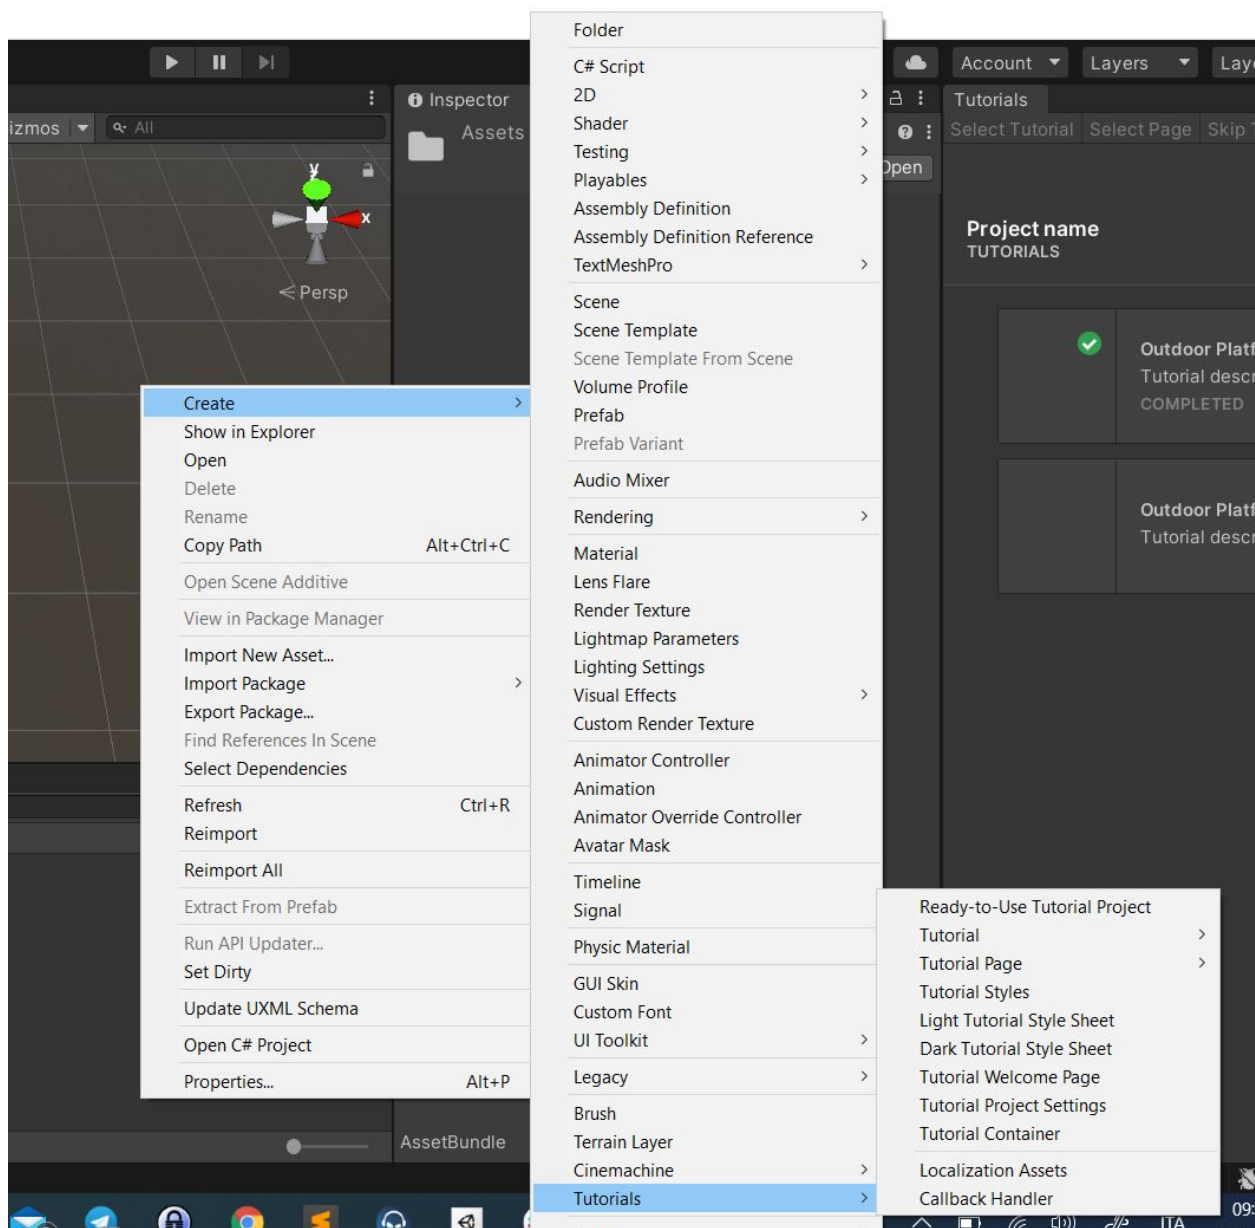 Account
Layers
Inspector
Tutorials
All
Assets
Select Tutorial
Select Page
Skip
Open
y
x
Persp
Project name
TUTORIALS
Outdoor
Tutorial
COMPLETED
Outdoor
Tutorial
Create
Show in Explorer
Open
Delete
Rename
Copy Path Alt+Ctrl+C
Open Scene Additive
View in Package Manager
Import New Asset...
Import Package
Export Package...
Find References In Scene
Select Dependencies
Refresh Ctrl+R
Reimport
Reimport All
Extract From Prefab
Run API Updater...
Set Dirty
Update UXML Schema
Open C# Project
Properties... Alt+P
Folder
C# Script
2D
Shader
Testing
Playables
Assembly Definition
Assembly Definition Reference
TextMeshPro
Scene
Scene Template
Scene Template From Scene
Volume Profile
Prefab
Prefab Variant
Audio Mixer
Rendering
Material
Lens Flare
Render Texture
Lightmap Parameters
Lighting Settings
Visual Effects
Custom Render Texture
Animator Controller
Animation
Animator Override Controller
Avatar Mask
Timeline
Signal
Physic Material
GUI Skin
Custom Font
UI Toolkit
Legacy
Brush
Terrain Layer
Cinemachine
Tutorials
Ready-to-Use Tutorial Project
Tutorial
Tutorial Page
Tutorial Styles
Light Tutorial Style Sheet
Dark Tutorial Style Sheet
Tutorial Welcome Page
Tutorial Project Settings
Tutorial Container
Localization Assets
Callback Handler
AssetBundle
ITA